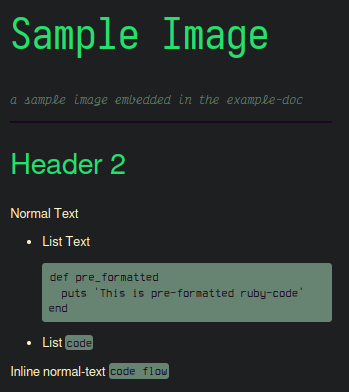 Sample Image
a sample image embedded in the example-doc
Header 2
Normal Text
• List Text
def pre_formatted
  puts 'This is pre-formatted ruby-code'
end
• List code
Inline normal-text code flow